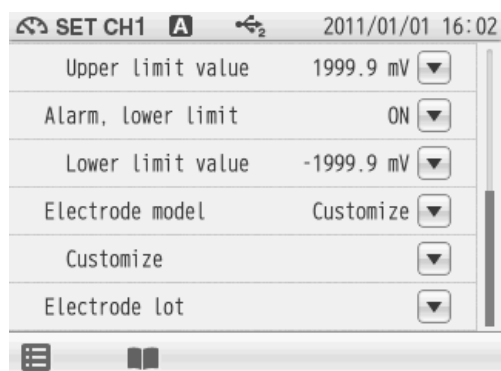 SET CH1 A 2 2011/01/01 16:02
Upper limit value 1999.9 mV
Alarm, lower limit ON
Lower limit value -1999.9 mV
Electrode model Customize
Customize
Electrode lot